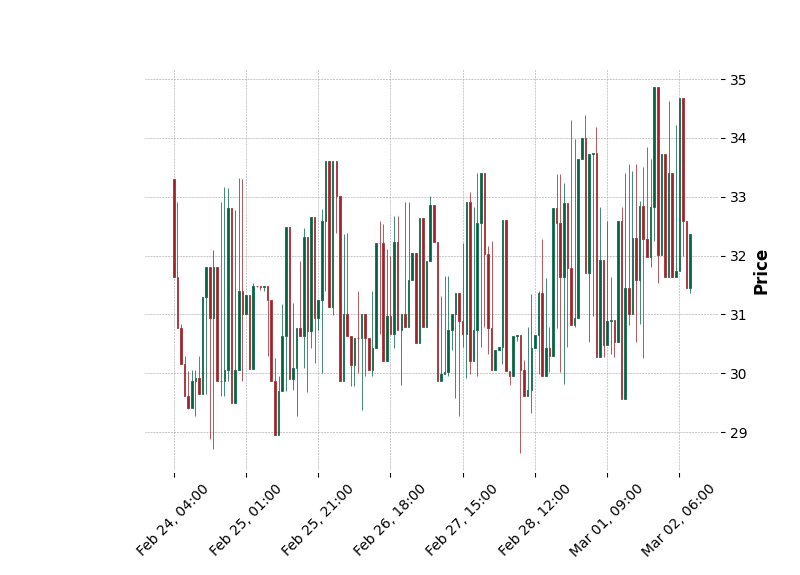 35
34
33
32
31
30
29
Price
Feb 24, 04:00
Feb 25, 01:00
Feb 25, 21:00
Feb 26, 18:00
Feb 27, 15:00
Feb 28, 12:00
Mar 01, 09:00
Mar 02, 06:00